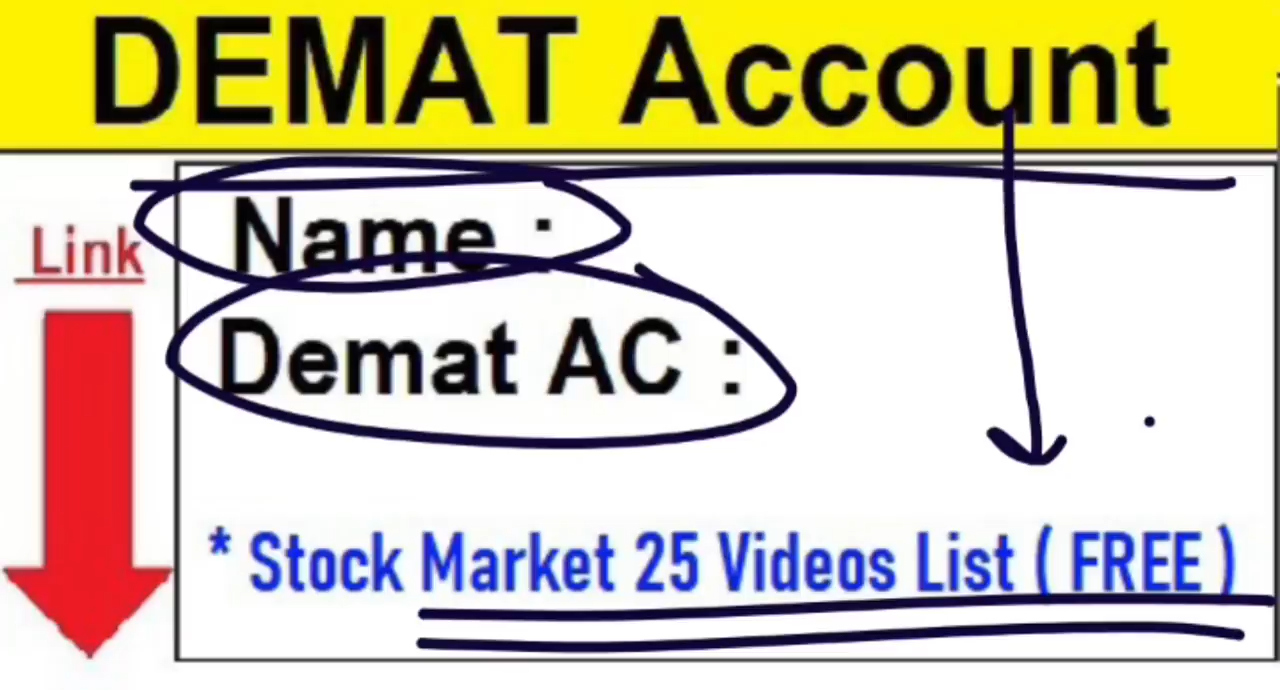 DEMAT Account
Link
Name :
Demat AC :
* Stock Market 25 Videos List ( FREE )